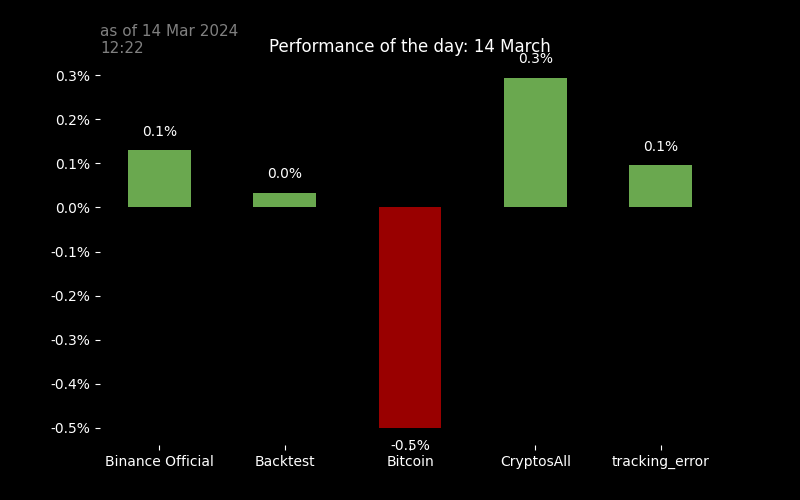 as of 14 Mar 2024
12:22
Performance of the day: 14 March
0.3%
0.2%
0.1%
0.0%
-0.1%
-0.2%
-0.3%
-0.4%
-0.5%
0.1%
0.0%
-0.5%
0.3%
0.1%
Binance Official
Backtest
Bitcoin
CryptosAll
tracking_error